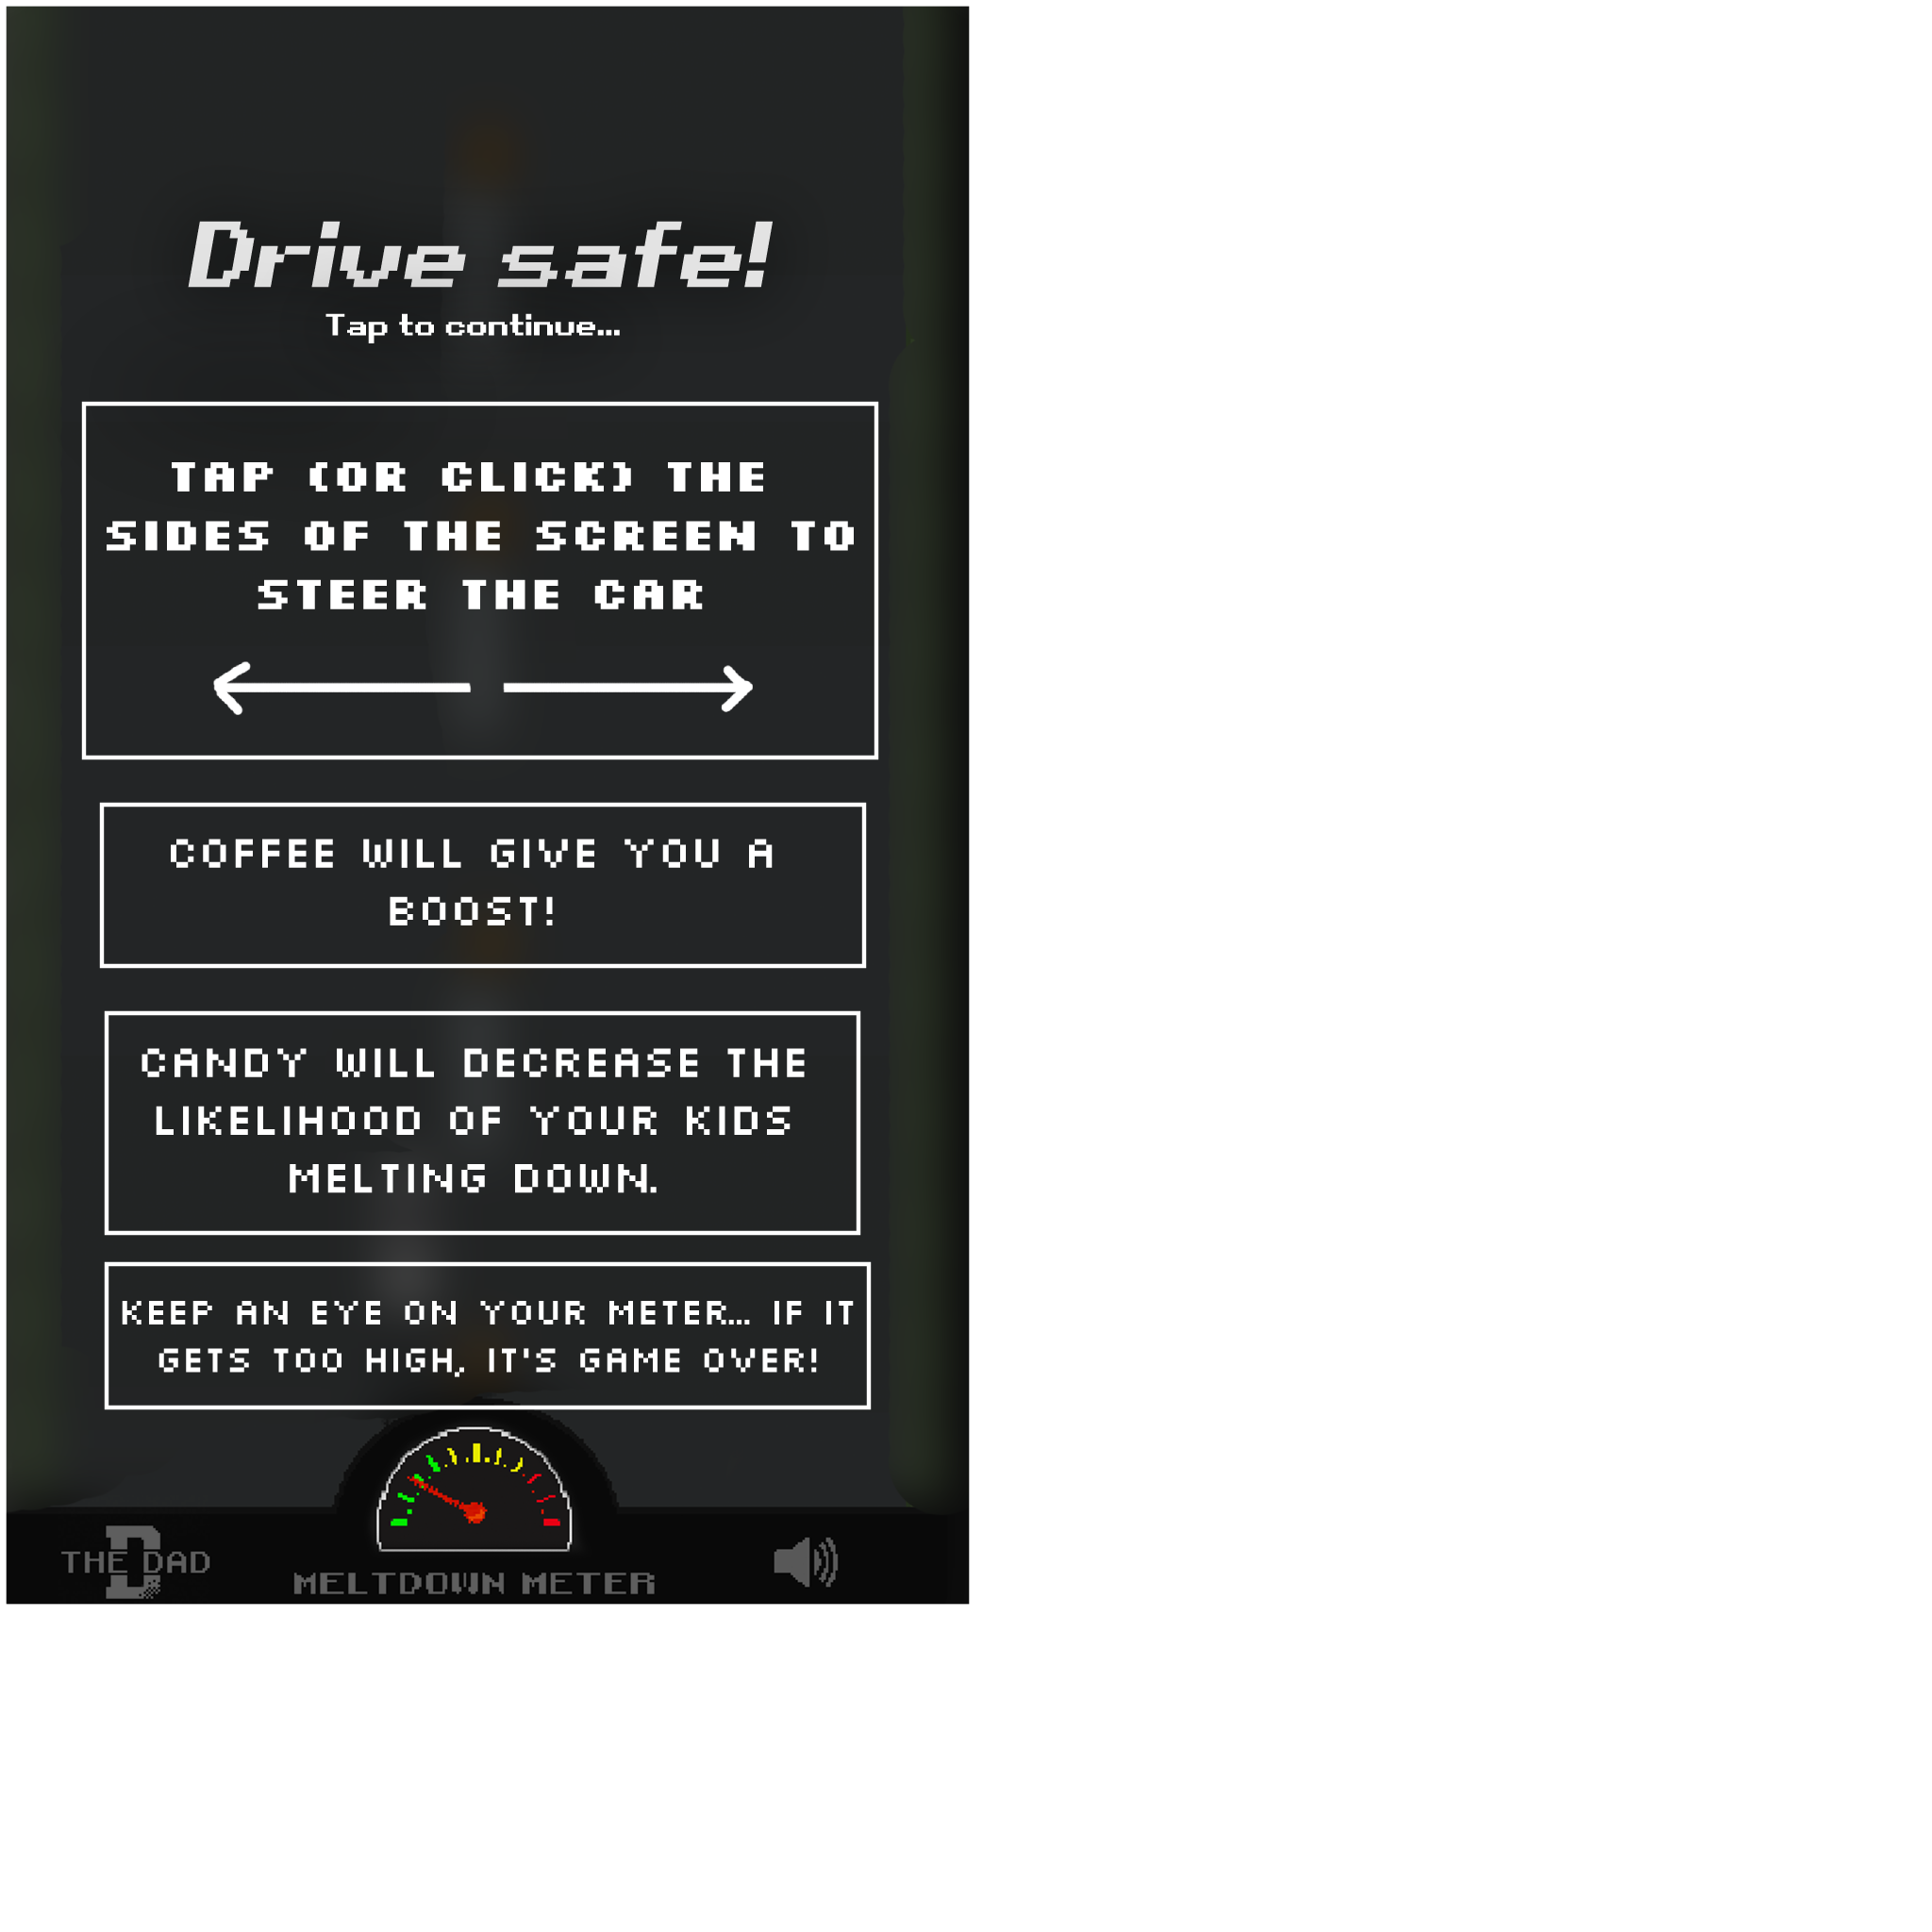 Drive safe!
Tap to continue...
TAP (OR CLICK) THE
SIDES OF THE SCREEN TO
STEER THE CAR
COFFEE WILL GIVE YOU A
BOOST!
CANDY WILL DECREASE THE
LIKELIHOOD OF YOUR KIDS
MELTING DOWN.
KEEP AN EYE ON YOUR METER... IF IT
GETS TOO HIGH, IT'S GAME OVER!
D
THE DAD
MELTDOWN METER